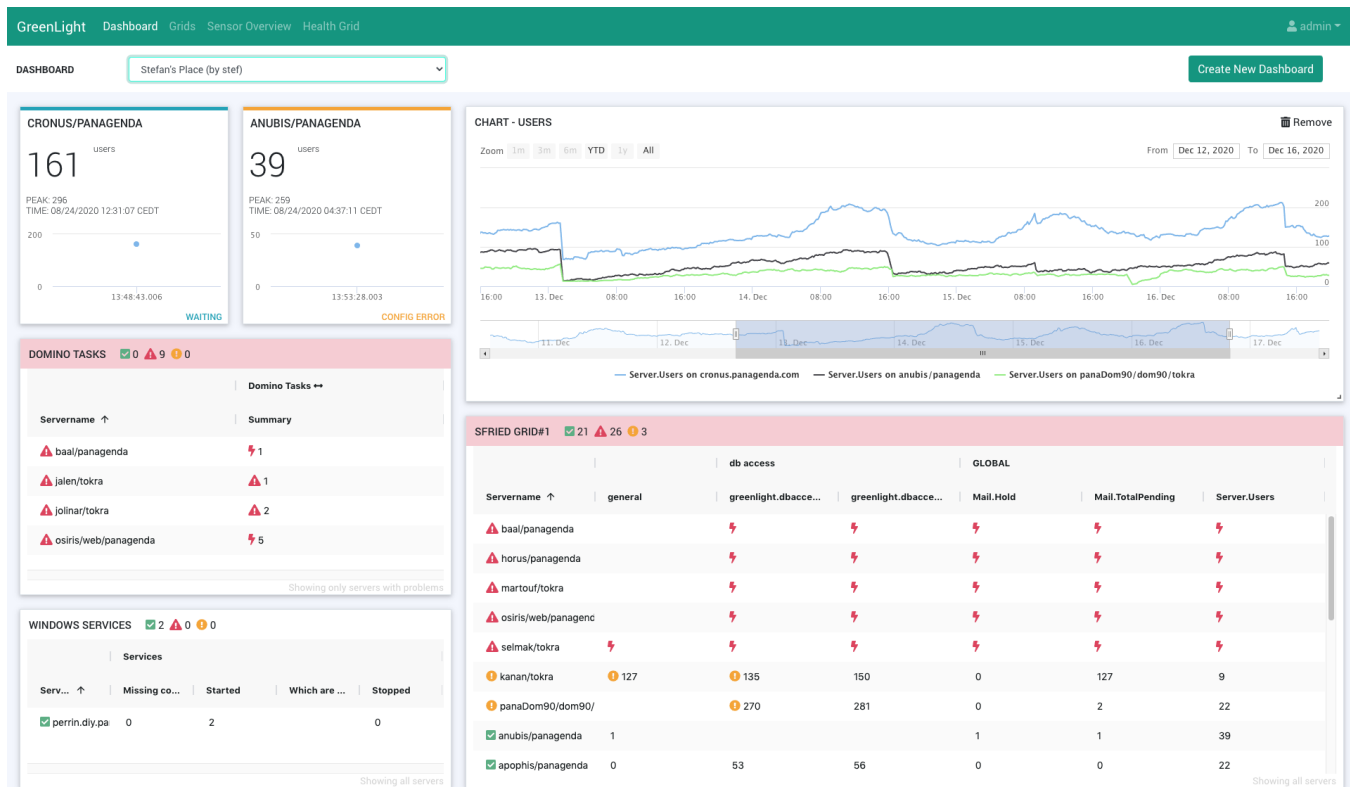 GreenLight Dashboard Grids Sensor Overview Health Grid admin
DASHBOARD Stefan's Place (by stef) Create New Dashboard
CRONUS/PANAGENDA
161 users
PEAK: 296
TIME: 08/24/2020 12:31:07 CEDT
200
0
13:48:43.006
WAITING
ANUBIS/PANAGENDA
39 users
PEAK: 259
TIME: 08/24/2020 04:37:11 CEDT
50
0
13:53:28.003
CONFIG ERROR
CHART - USERS Remove
Zoom 1m 3m 6m YTD 1y All From Dec 12, 2020 To Dec 16, 2020
200
100
0
16:00 13. Dec 08:00 16:00 14. Dec 08:00 16:00 15. Dec 08:00 16:00 16. Dec 08:00 16:00
11. Dec 12. Dec 13. Dec 14. Dec 15. Dec 16. Dec 17. Dec
Server.Users on cronus.panagenda.com Server.Users on anubis/panagenda Server.Users on panaDom90/dom90/tokra
DOMINO TASKS 0 9 0
Domino Tasks
Servername Summary
baal/panagenda 1
jalen/tokra 1
jolinar/tokra 2
osiris/web/panagenda 5
Showing only servers with problems
WINDOWS SERVICES 2 0 0
Services
Serv... Missing co... Started Which are ... Stopped
perrin.diy.pa 0 2 0
Showing all servers
SFRIED GRID#1 21 26 3
db access GLOBAL
Servername general greenlight.dbacce... greenlight.dbacce... Mail.Hold Mail.TotalPending Server.Users
baal/panagenda
horus/panagenda
martouf/tokra
osiris/web/panagenc
selmak/tokra
kanan/tokra 127 135 150 0 127 9
panaDom90/dom90/ 270 281 0 2 22
anubis/panagenda 1 1 1 39
apophis/panagenda 0 53 56 0 0 22
Showing all servers